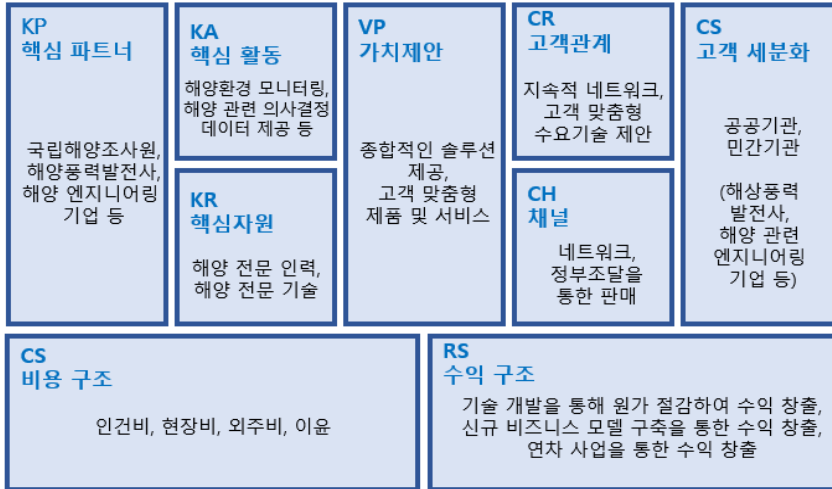 KP
핵심 파트너
국립해양조사원,
해양풍력발전사,
해양 엔지니어링
기업 등
KA
핵심 활동
해양환경 모니터링,
해양 관련 의사결정
데이터 제공 등
KR
핵심자원
해양 전문 인력,
해양 전문 기술
VP
가치제안
종합적인 솔루션
제공,
고객 맞춤형
제품 및 서비스
CR
고객관계
지속적 네트워크,
고객 맞춤형
수요기술 제안
CH
채널
네트워크,
정부조달을
통한 판매
CS
고객 세분화
공공기관,
민간기관
(해상풍력
발전사,
해양 관련
엔지니어링
기업 등)
CS
비용 구조
인건비, 현장비, 외주비, 이윤
RS
수익 구조
기술 개발을 통해 원가 절감하여 수익 창출,
신규 비즈니스 모델 구축을 통한 수익 창출,
연차 사업을 통한 수익 창출